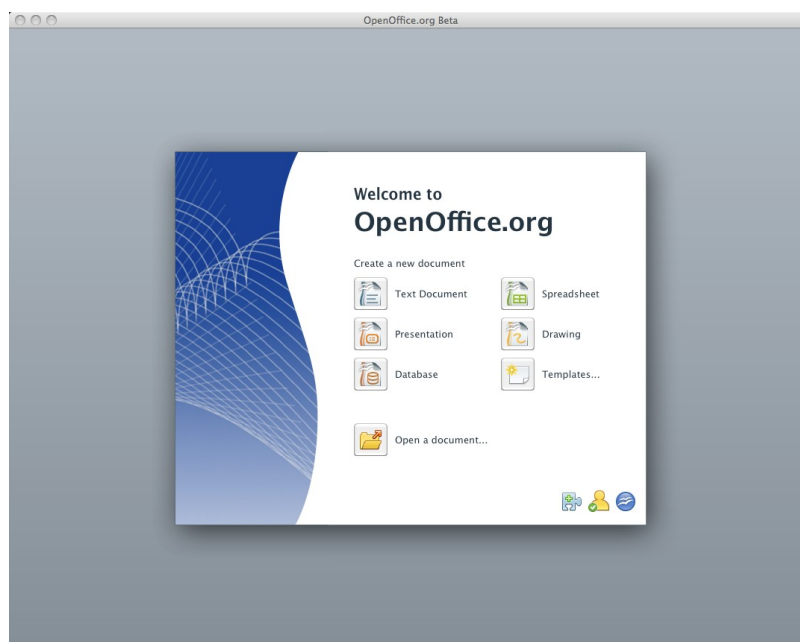 OpenOffice.org Beta
Welcome to
OpenOffice.org
Create a new document
Text Document
Spreadsheet
Presentation
Drawing
Database
Templates...
Open a document...